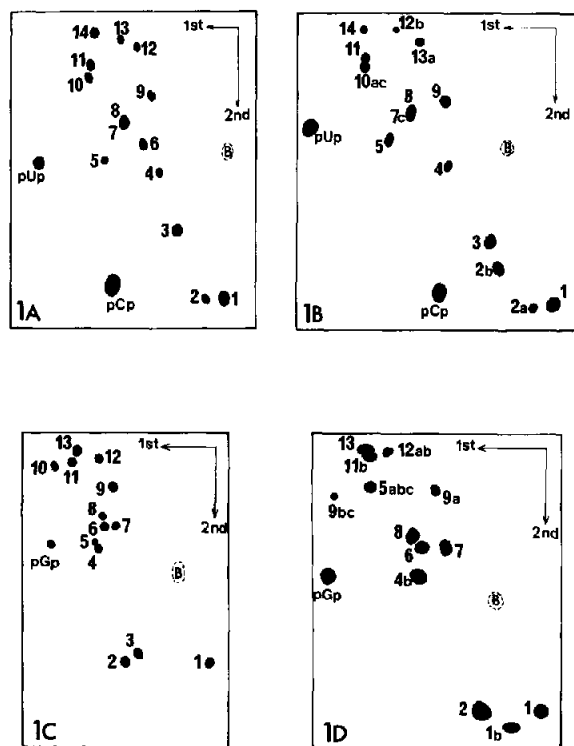 14
13
12
1st
11
10
9
2nd
8
7
6
B
5
pUp
4
3
pCp
2
1
1A
14
12b
1st
13a
11
10ac
9
2nd
8
7c
pUp
5
B
4
3
2b
pCp
1
2a
1B
13
12
1st
10
11
9
8
6
7
2nd
5
pGp
4
B
3
2
1
1C
13
12ab
1st
11b
5abc
9a
9bc
8
2nd
6
7
pGp
4b
2
1
1b
1D